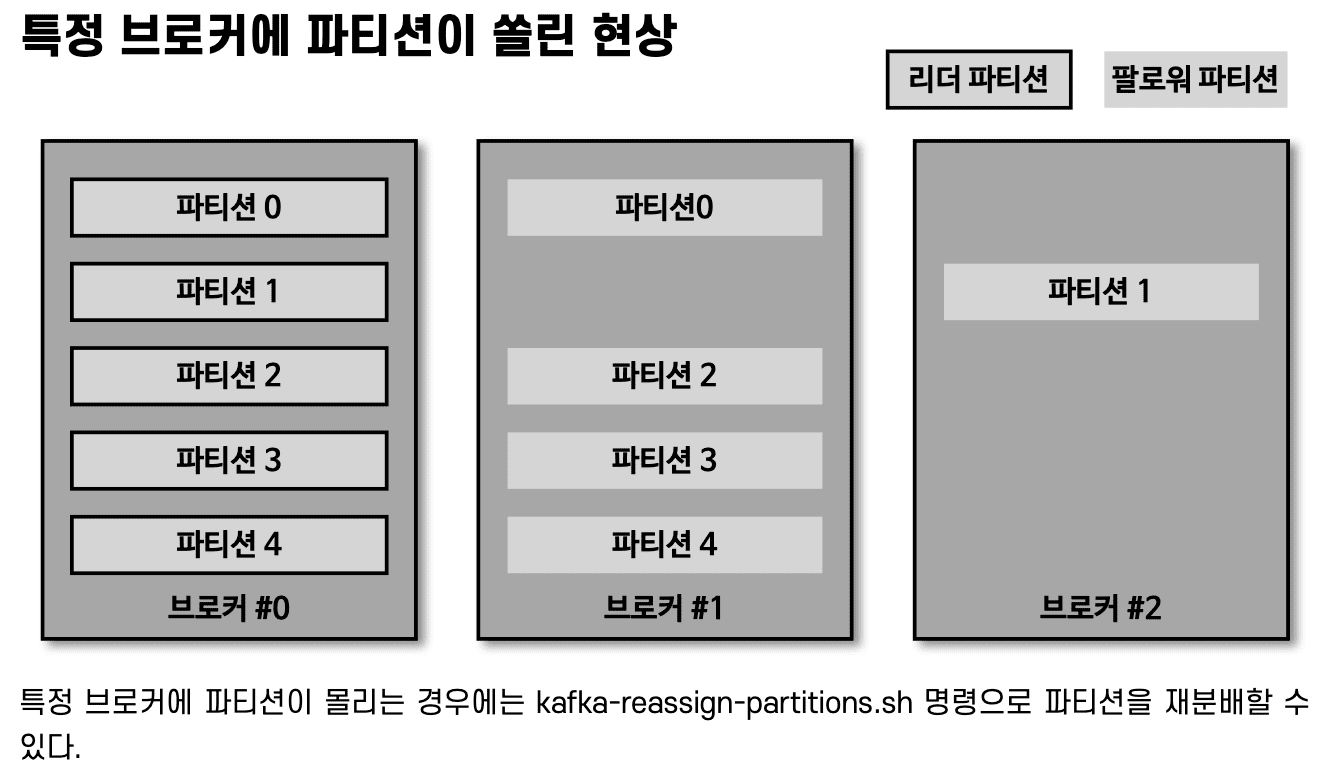 특정 브로커에 파티션이 쏠린 현상
리더 파티션
팔로워 파티션
파티션 0
파티션 1
파티션 2
파티션 3
파티션 4
브로커 #0
파티션0
파티션 2
파티션 3
파티션 4
브로커 #1
파티션 1
브로커 #2
특정 브로커에 파티션이 몰리는 경우에는 kafka-reassign-partitions.sh 명령으로 파티션을 재분배할 수
있다.